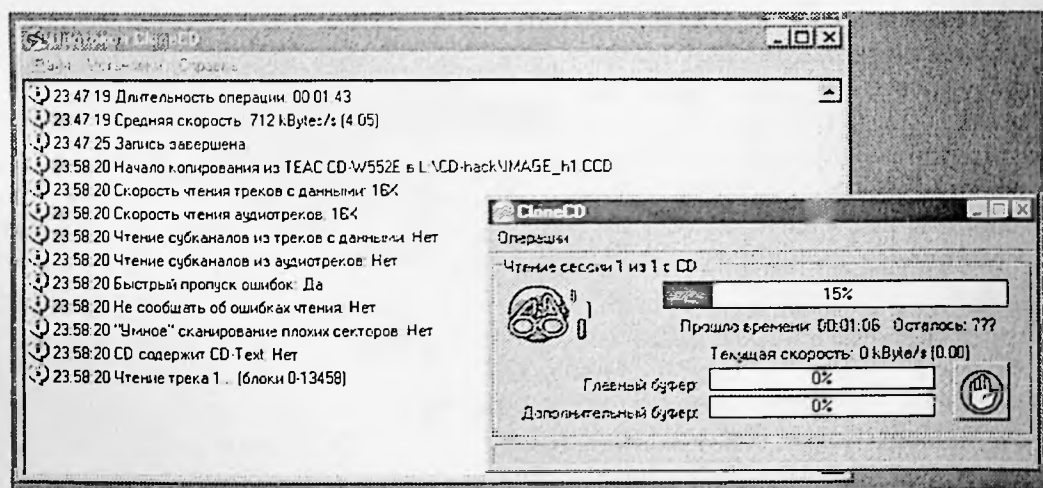 CloneCD
Справка
23:47:19 Длительность операции: 00:01:43
23:47:19 Средняя скорость: 712 kBytes/s (4.05)
23:47:25 Запись завершена
23:58:20 Начало копирования из TEAC CD-W552E в L:\CD-hack\IMAGE_h1.CCD
23:58:20 Скорость чтения треков с данными: 16X
23:58:20 Скорость чтения аудиотреков: 16X
23:58:20 Чтение субканалов из треков с данными: Нет
23:58:20 Чтение субканалов из аудиотреков: Нет
23:58:20 Быстрый пропуск ошибок: Да
23:58:20 Не сообщать об ошибках чтения: Нет
23:58:20 "Умное" сканирование плохих секторов: Нет
23:58:20 CD содержит CD-Text: Нет
23:58:20 Чтение трека 1... (блоки 0-13458)
CloneCD
Операции
Чтение сессии 1 из 1 с CD
15%
Прошло времени: 00:01:06 Осталось: ???
Текущая скорость: 0 kByte/s (0.00)
Главный буфер: 0%
Дополнительный буфер: 0%